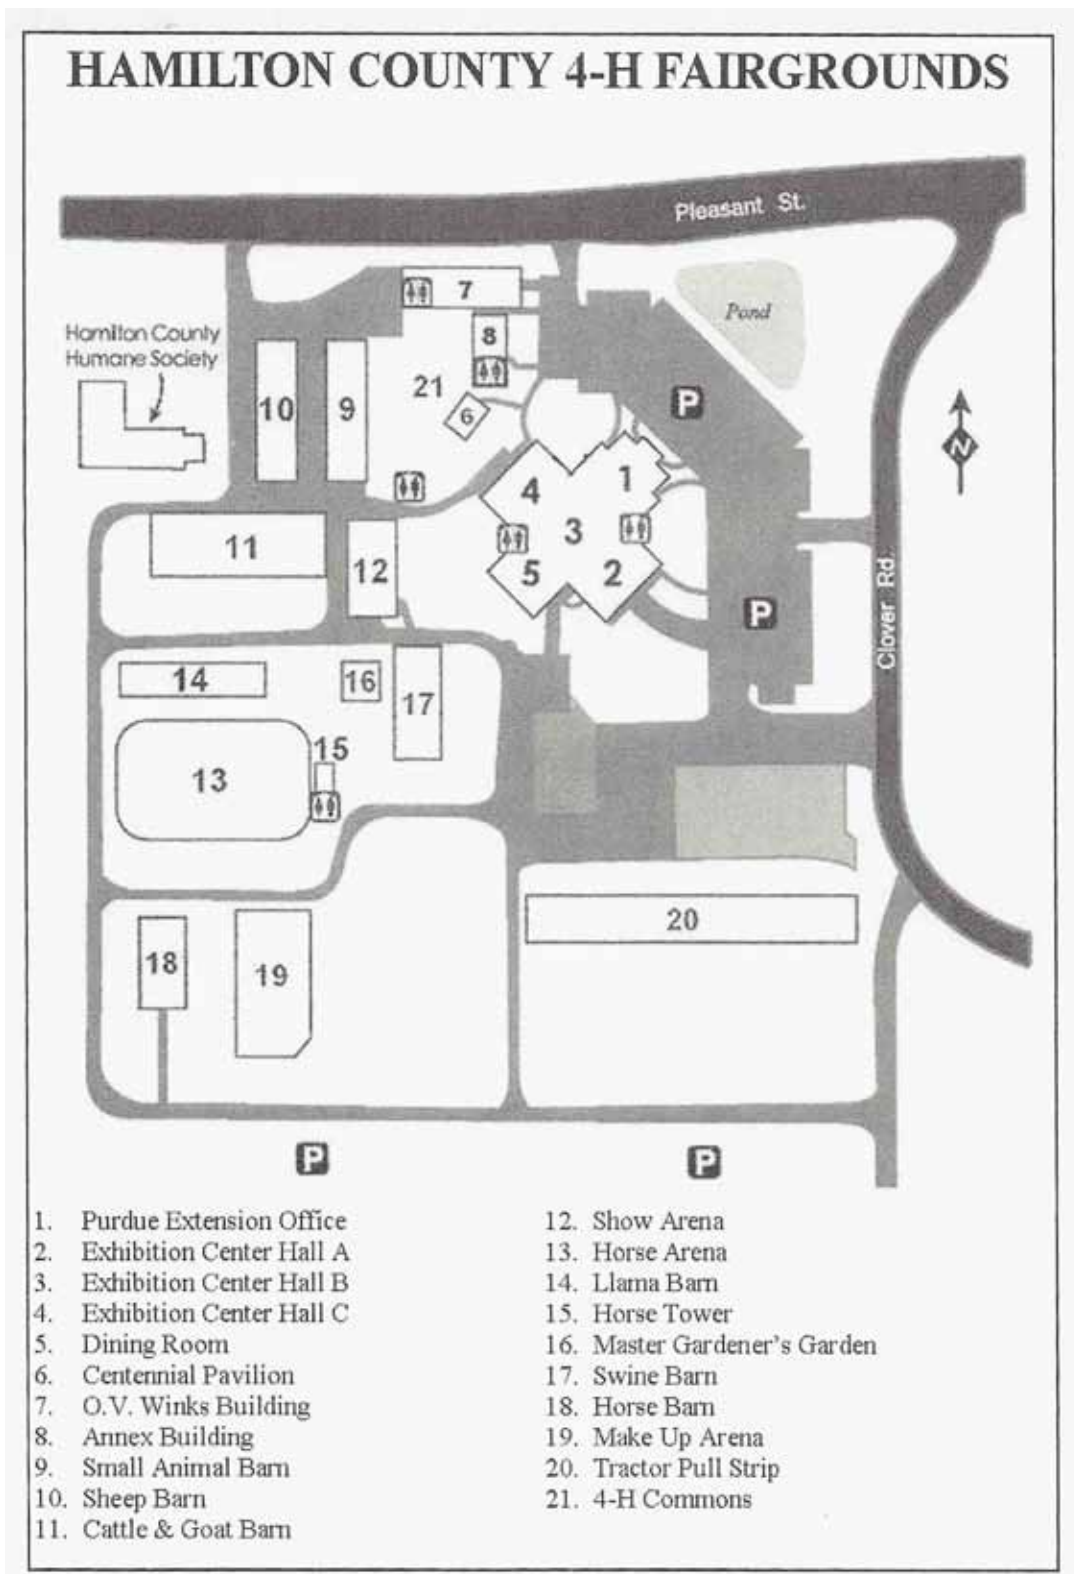 HAMILTON COUNTY 4-H FAIRGROUNDS
Pleasant St.
7
Pond
Hamilton County
Humane Society
8
21
P
10
9
6
N
4
1
3
11
12
5
2
P
Clover Rd.
14
16
17
15
13
20
18
19
P
P
1. Purdue Extension Office
2. Exhibition Center Hall A
3. Exhibition Center Hall B
4. Exhibition Center Hall C
5. Dining Room
6. Centennial Pavilion
7. O.V. Winks Building
8. Annex Building
9. Small Animal Barn
10. Sheep Barn
11. Cattle & Goat Barn
12. Show Arena
13. Horse Arena
14. Llama Barn
15. Horse Tower
16. Master Gardener's Garden
17. Swine Barn
18. Horse Barn
19. Make Up Arena
20. Tractor Pull Strip
21. 4-H Commons